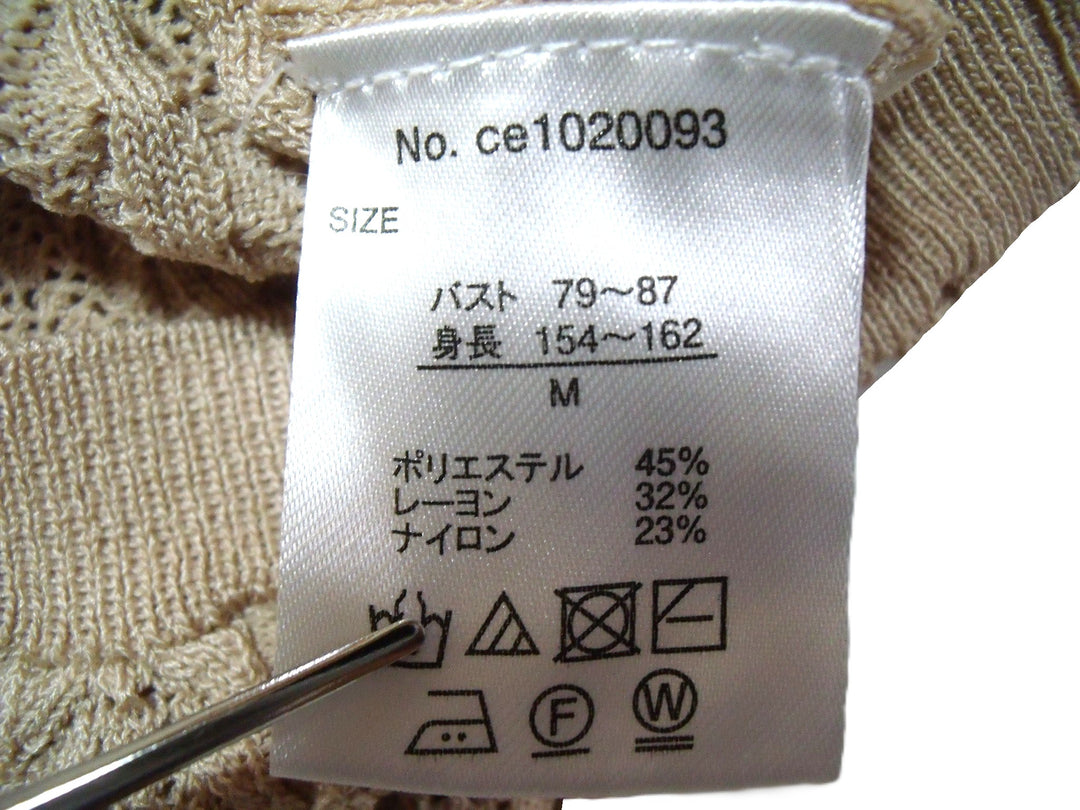 No. ce1020093
SIZE
バスト 79～87
身長 154～162
M
ポリエステル 45%
レーヨン 32%
ナイロン 23%
F
W